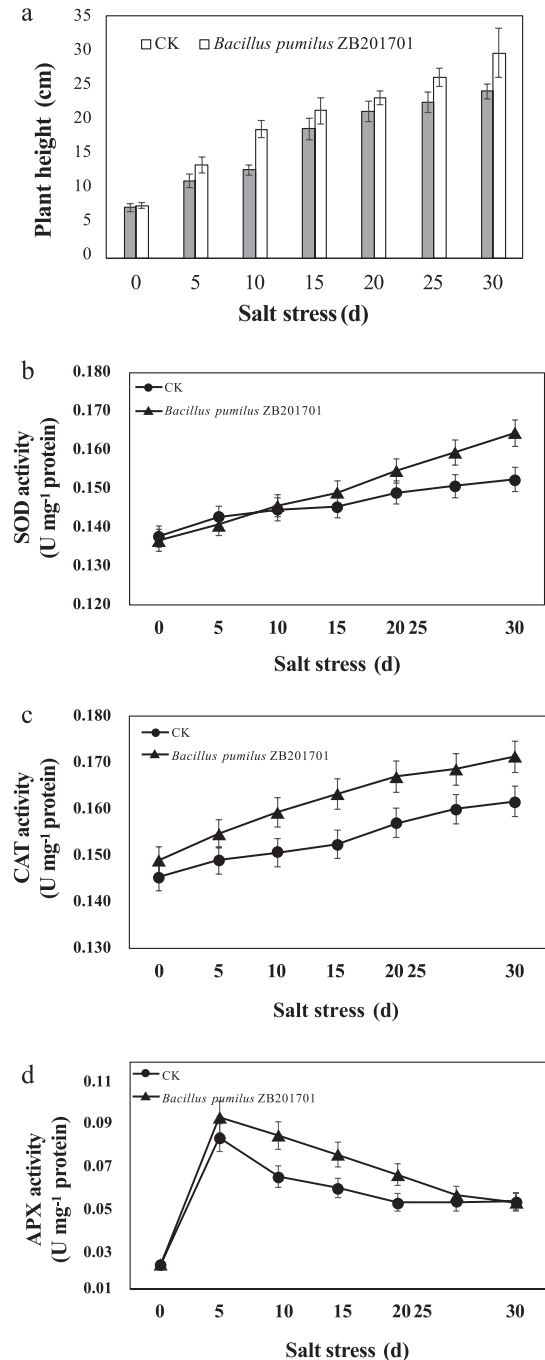 a
35
30
25
20
15
10
5
0
Plant height (cm)
CK Bacillus pumilus ZB201701
0 5 10 15 20 25 30
Salt stress (d)
b
0.180
0.170
0.160
0.150
0.140
0.130
0.120
SOD activity
(U mg-1 protein)
CK
Bacillus pumilus ZB201701
0 5 10 15 20 25 30
Salt stress (d)
c
0.180
0.170
0.160
0.150
0.140
0.130
CAT activity
(U mg-1 protein)
CK
Bacillus pumilus ZB201701
0 5 10 15 20 25 30
Salt stress (d)
d
0.11
0.09
0.07
0.05
0.03
0.01
APX activity
(U mg-1 protein)
CK
Bacillus pumilus ZB201701
0 5 10 15 20 25 30
Salt stress (d)